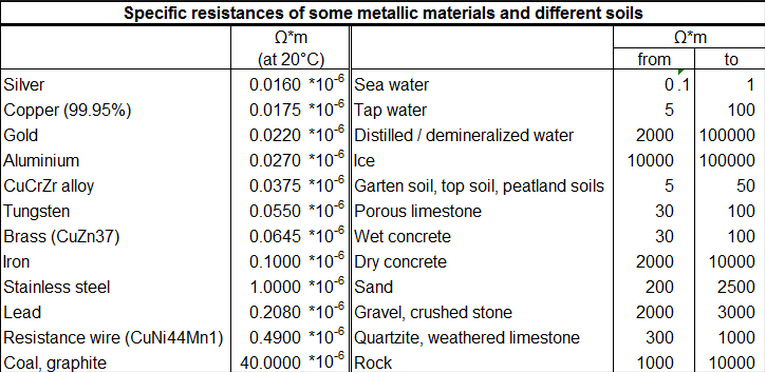 Specific resistances of some metallic materials and different soils
Ω*m Ω*m
(at 20°C) from to
Silver 0.0160 *10⁻⁶ Sea water 0.1 1
Copper (99.95%) 0.0175 *10⁻⁶ Tap water 5 100
Gold 0.0220 *10⁻⁶ Distilled / demineralized water 2000 100000
Aluminium 0.0270 *10⁻⁶ Ice 10000 100000
CuCrZr alloy 0.0375 *10⁻⁶ Garten soil, top soil, peatland soils 5 50
Tungsten 0.0550 *10⁻⁶ Porous limestone 30 100
Brass (CuZn37) 0.0645 *10⁻⁶ Wet concrete 30 100
Iron 0.1000 *10⁻⁶ Dry concrete 2000 10000
Stainless steel 1.0000 *10⁻⁶ Sand 200 2500
Lead 0.2080 *10⁻⁶ Gravel, crushed stone 2000 3000
Resistance wire (CuNi44Mn1) 0.4900 *10⁻⁶ Quartzite, weathered limestone 300 1000
Coal, graphite 40.0000 *10⁻⁶ Rock 1000 10000